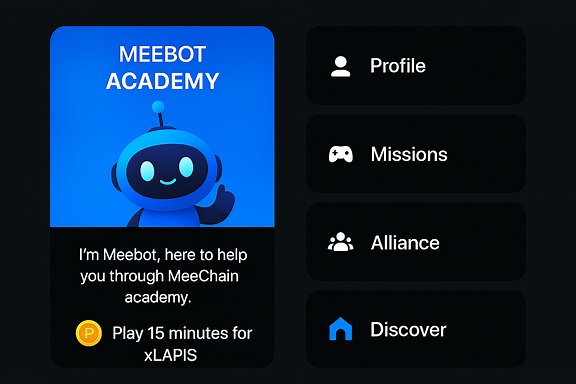 MEEBOT
ACADEMY
I'm Meebot, here to help
you through MeeChain
academy.
P
Play 15 minutes for
xLAPIS
Profile
Missions
Alliance
Discover